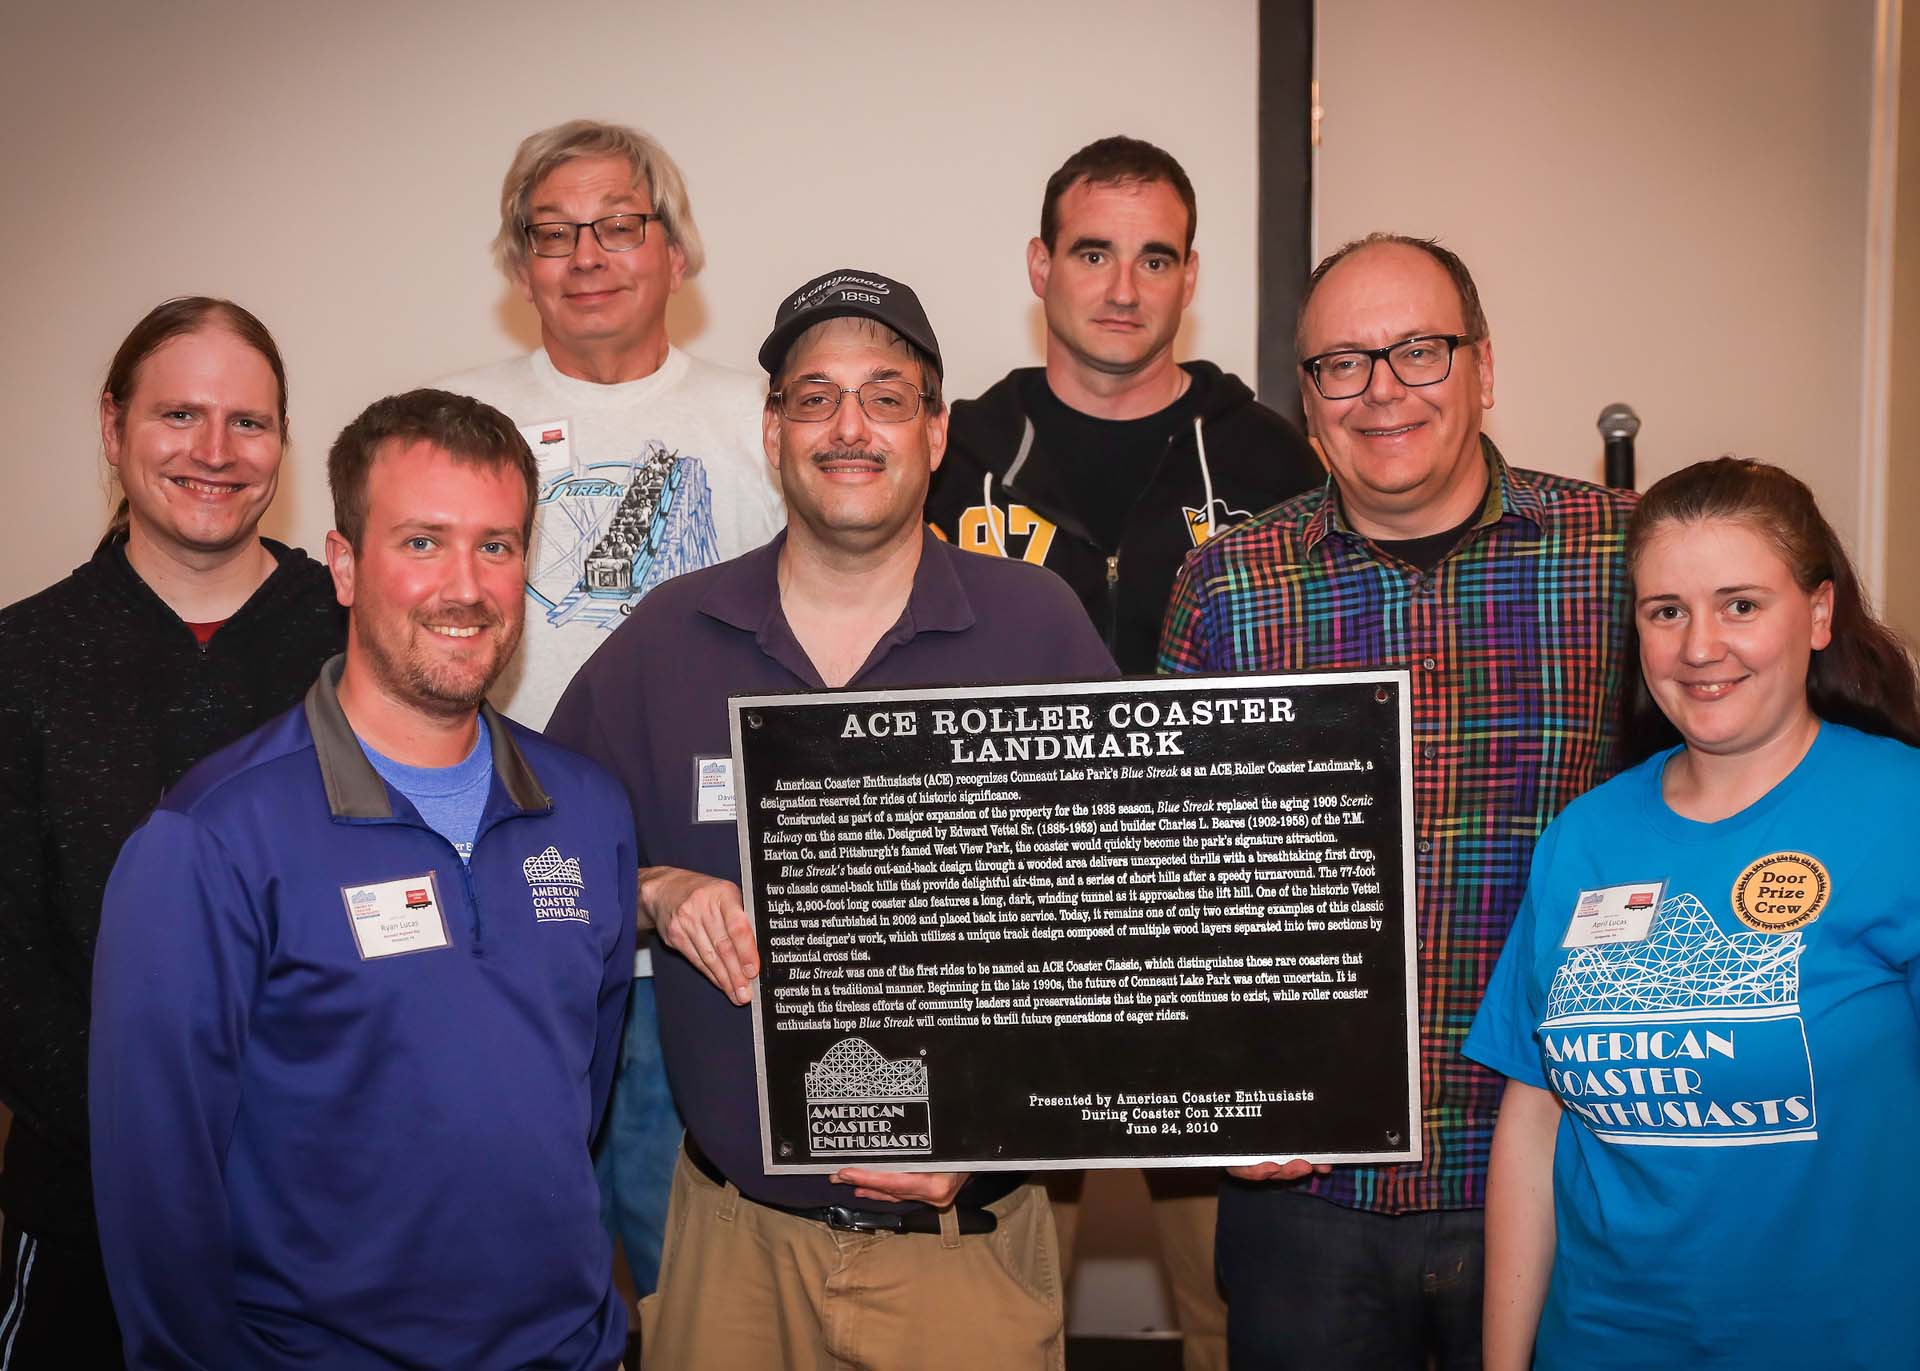 Kennywood
1898
STREAK
97
ACE ROLLER COASTER
LANDMARK
American Coaster Enthusiasts (ACE) recognizes Conneaut Lake Park's Blue Streak as an ACE Roller Coaster Landmark, a
designation reserved for rides of historic significance.
Constructed as part of a major expansion of the property for the 1938 season, Blue Streak replaced the aging 1909 Scenic
Railway on the same site. Designed by Edward Vettel Sr. (1885-1952) and builder Charles L. Beares (1902-1958) of the T.M.
Harton Co. and Pittsburgh's famed West View Park, the coaster would quickly become the park's signature attraction.
Blue Streak's basic out-and-back design through a wooded area delivers unexpected thrills with a breathtaking first drop,
two classic camel-back hills that provide delightful air-time, and a series of short hills after a speedy turnaround. The 77-foot
high, 2,900-foot long coaster also features a long, dark, winding tunnel as it approaches the lift hill. One of the historic Vettel
trains was refurbished in 2002 and placed back into service. Today, it remains one of only two existing examples of this classic
coaster designer's work, which utilizes a unique track design composed of multiple wood layers separated into two sections by
horizontal cross ties.
Blue Streak was one of the first rides to be named an ACE Coaster Classic, which distinguishes those rare coasters that
operate in a traditional manner. Beginning in the late 1990s, the future of Conneaut Lake Park was often uncertain. It is
through the tireless efforts of community leaders and preservationists that the park continues to exist, while roller coaster
enthusiasts hope Blue Streak will continue to thrill future generations of eager riders.
®
AMERICAN
COASTER
ENTHUSIASTS
Presented by American Coaster Enthusiasts
During Coaster Con XXXIII
June 24, 2010
AMERICAN
COASTER
ENTHUSIASTS
Ryan Lucas
David
April Lucas
Door
Prize
Crew
AMERICAN
COASTER
ENTHUSIASTS